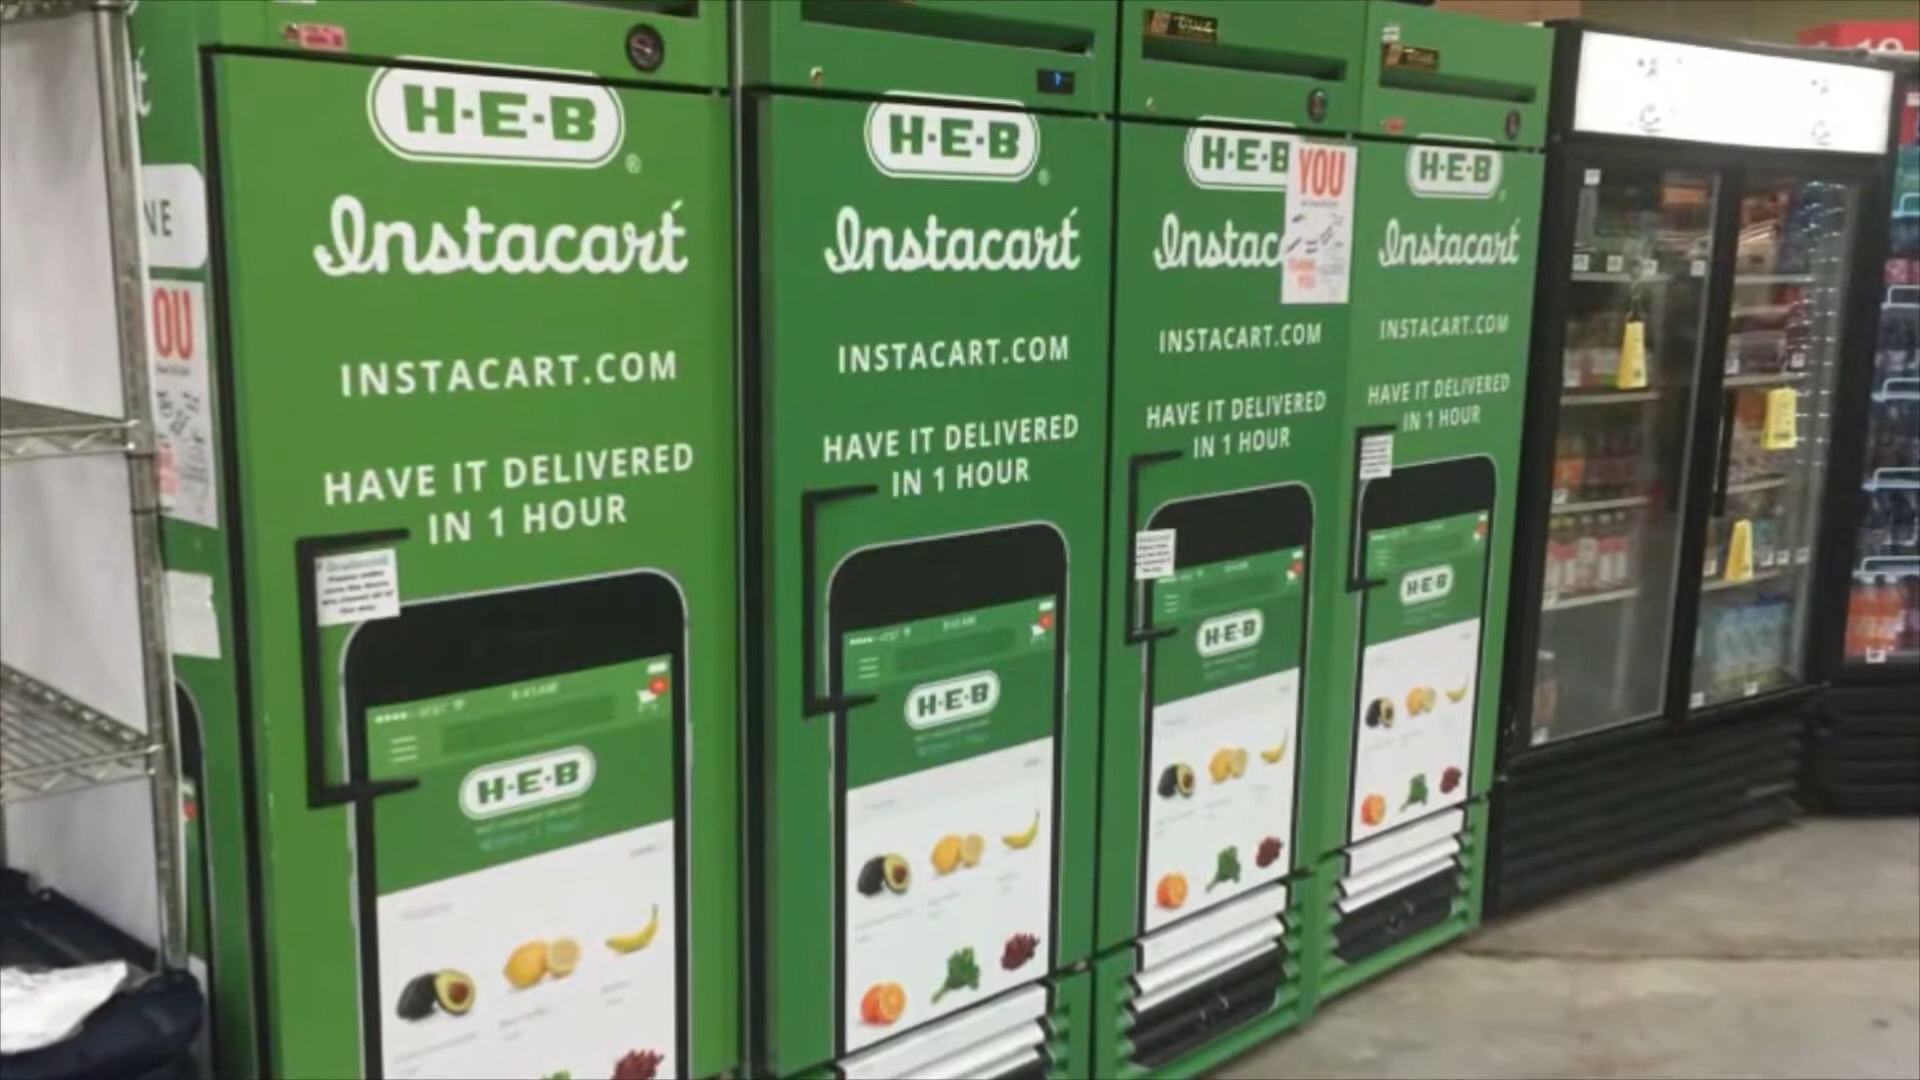 H-E-B
Instacart
INSTACART.COM
HAVE IT DELIVERED
IN 1 HOUR
H-E-B
H-E-B
Instacart
INSTACART.COM
HAVE IT DELIVERED
IN 1 HOUR
H-E-B
H-E-B
Instac
INSTACART.COM
HAVE IT DELIVERED
IN 1 HOUR
H-E-B
YOU
H-E-B
Instacart
INSTACART.COM
HAVE IT DELIVERED
IN 1 HOUR
H-E-B
NE
OU
true